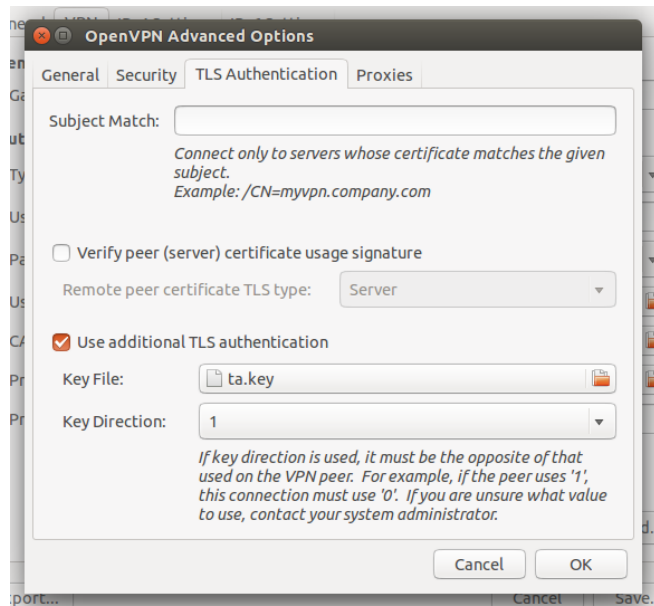 OpenVPN Advanced Options
General Security TLS Authentication Proxies
Subject Match:
Connect only to servers whose certificate matches the given
subject.
Example: /CN=myvpn.company.com
Verify peer (server) certificate usage signature
Remote peer certificate TLS type: Server
Use additional TLS authentication
Key File: ta.key
Key Direction: 1
If key direction is used, it must be the opposite of that
used on the VPN peer. For example, if the peer uses '1',
this connection must use '0'. If you are unsure what value
to use, contact your system administrator.
Cancel OK
Cancel Save.